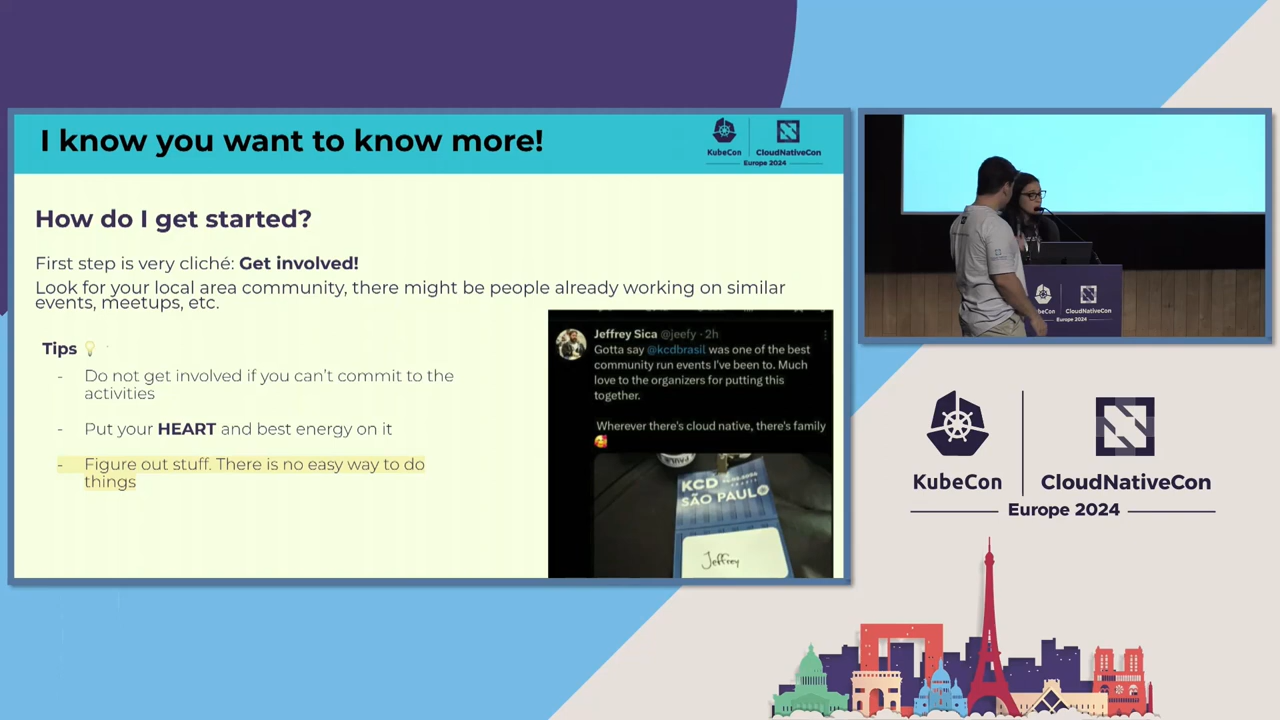 I know you want to know more!
KubeCon
CloudNativeCon
Europe 2024
How do I get started?
First step is very cliché: Get involved!
Look for your local area community, there might be people already working on similar
events, meetups, etc.
Tips 💡
- Do not get involved if you can't commit to the
activities
- Put your HEART and best energy on it
- Figure out stuff. There is no easy way to do
things
Jeffrey Sica @jeefy · 2h
Gotta say @kcdbrasil was one of the best
community run events I've been to. Much
love to the organizers for putting this
together.
Wherever there's cloud native, there's family
🥰
KCD
SÃO PAULO
Jeffrey
KubeCon
CloudNativeCon
Europe 2024
KubeCon
CloudNativeCon
Europe 2024